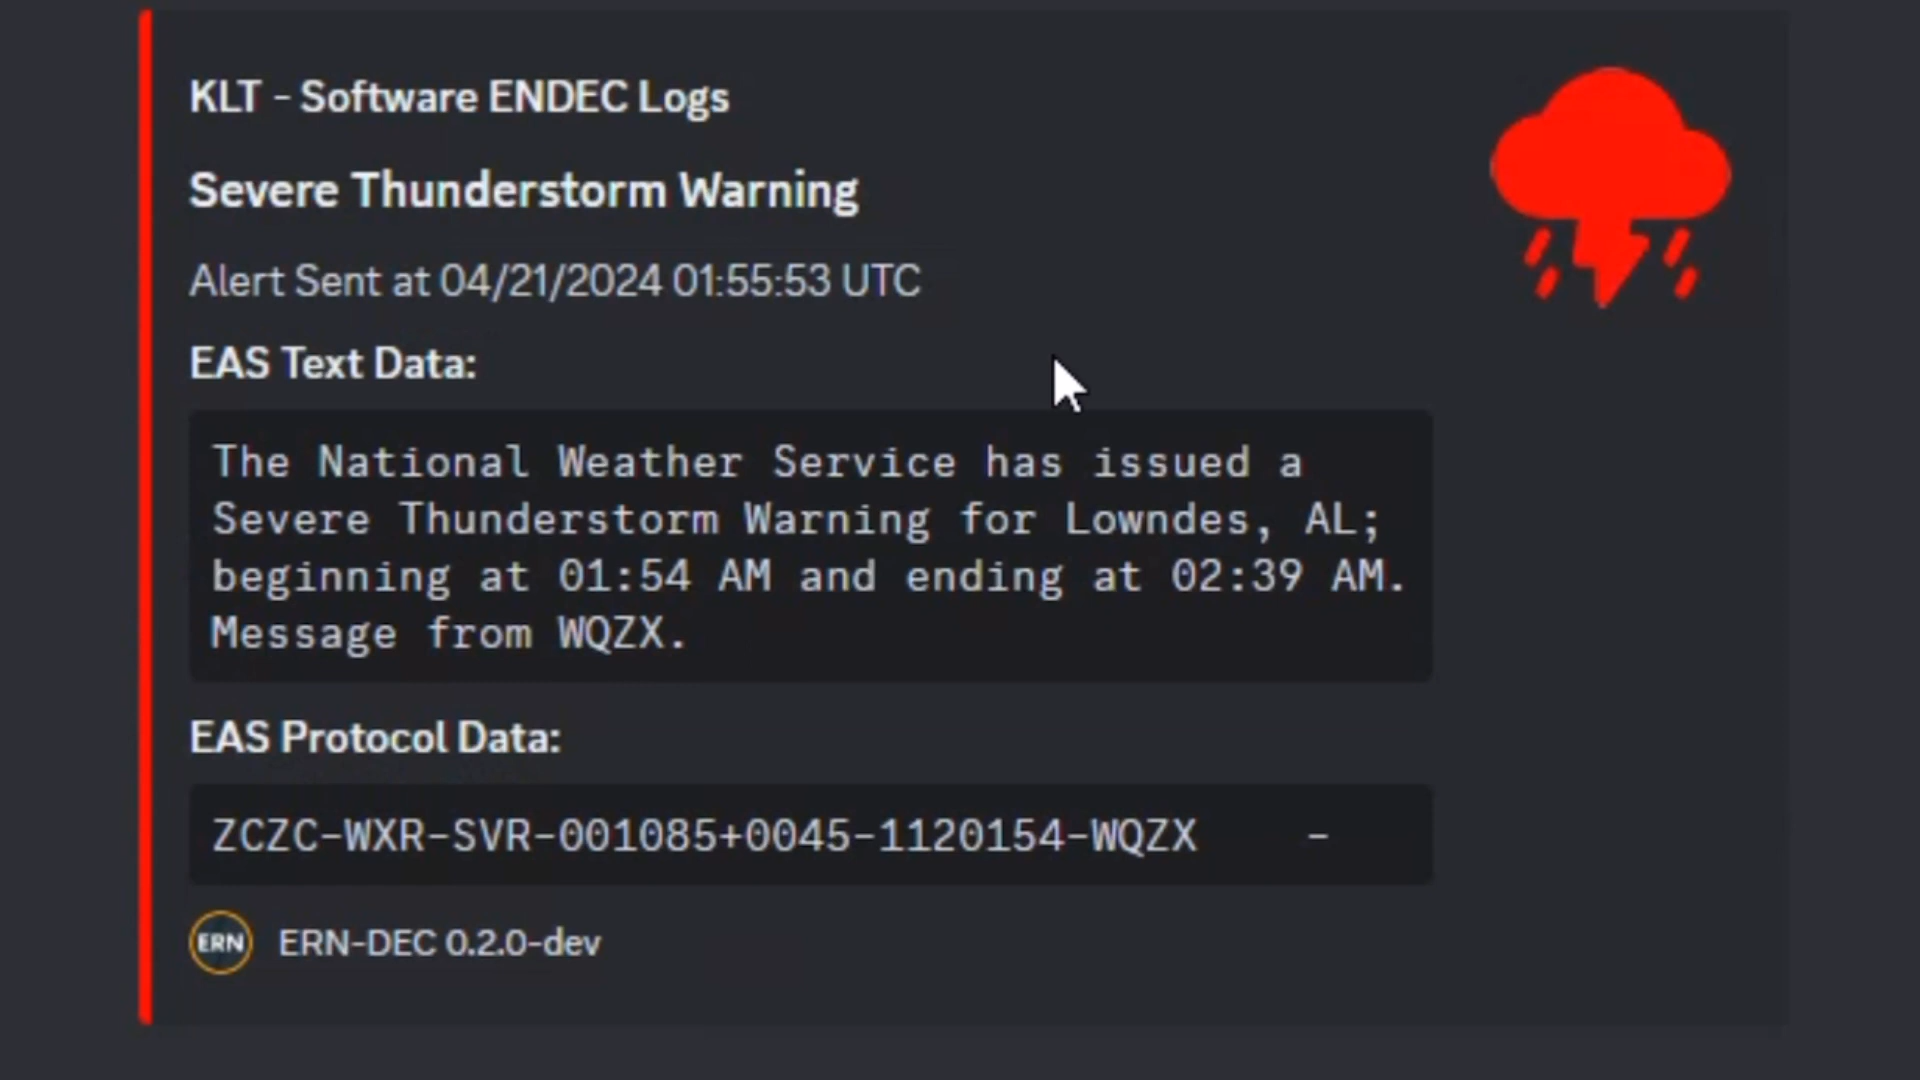 KLT - Software ENDEC Logs
Severe Thunderstorm Warning
Alert Sent at 04/21/2024 01:55:53 UTC
EAS Text Data:
The National Weather Service has issued a
Severe Thunderstorm Warning for Lowndes, AL;
beginning at 01:54 AM and ending at 02:39 AM.
Message from WQZX.
EAS Protocol Data:
ZCZC-WXR-SVR-001085+0045-1120154-WQZX    -
ERN ERN-DEC 0.2.0-dev